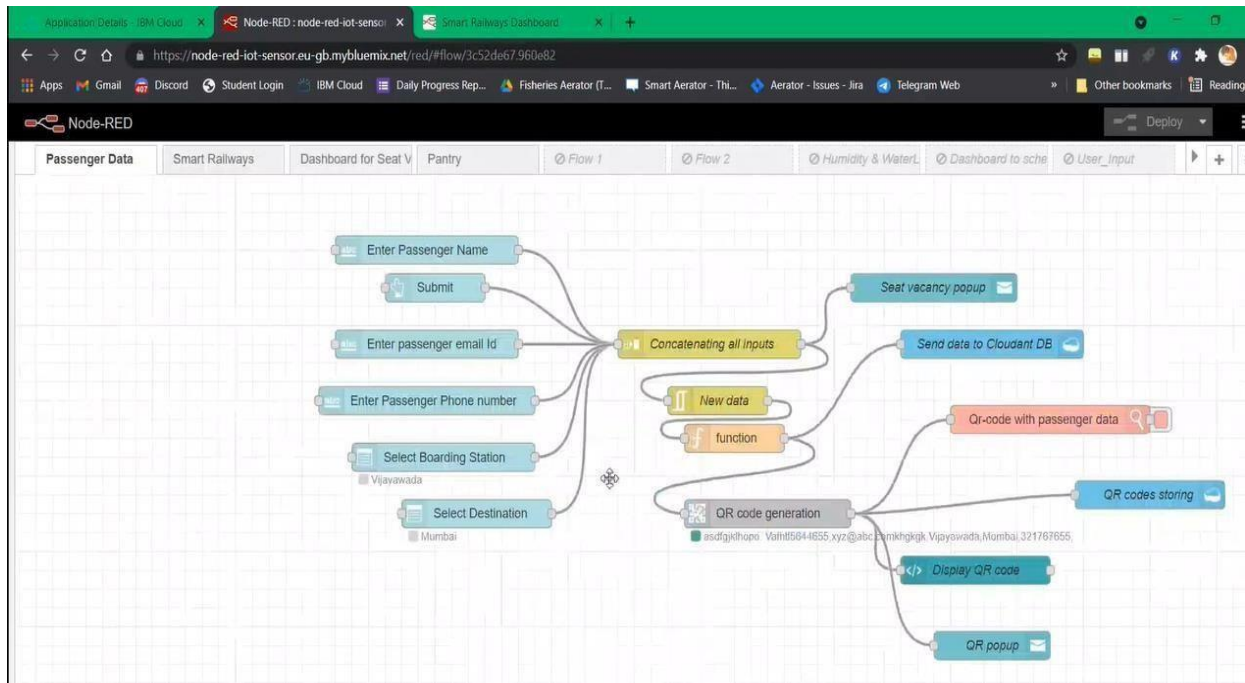 Application Details - IBM Cloud
Node-RED : node-red-iot-sensor
Smart Railways Dashboard
https://node-red-iot-sensor.eu-gb.mybluemix.net/red/#flow/3c52de67.960e82
Apps Gmail Discord Student Login IBM Cloud Daily Progress Rep... Fisheries Aerator (T... Smart Aerator - Thi... Aerator - Issues - Jira Telegram Web » Other bookmarks Reading
Node-RED Deploy
Passenger Data Smart Railways Dashboard for Seat V Pantry Flow 1 Flow 2 Humidity & WaterL Dashboard to sche User_Input
Enter Passenger Name
abc
Submit
Seat vacancy popup
Enter passenger email Id
abc
Concatenating all inputs
Send data to Cloudant DB
Enter Passenger Phone number
abc
New data
Qr-code with passenger data
function
Select Boarding Station
Vijayawada
QR codes storing
Select Destination
Mumbai
QR code generation
Display QR code
QR popup